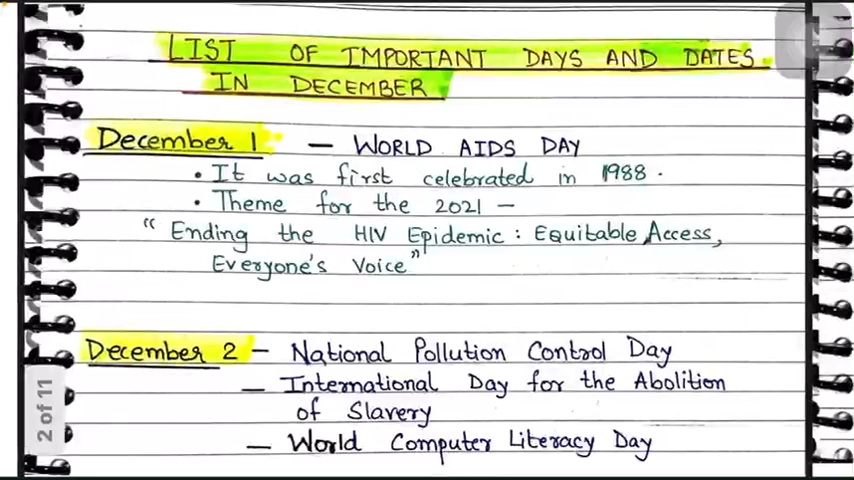 LIST OF IMPORTANT DAYS AND DATES
IN DECEMBER
December 1 — WORLD AIDS DAY
• It was first celebrated in 1988.
• Theme for the 2021 —
“ Ending the HIV Epidemic : Equitable Access,
Everyone's Voice”
December 2 — National Pollution Control Day
— International Day for the Abolition
of Slavery
— World Computer Literacy Day
2 of 11